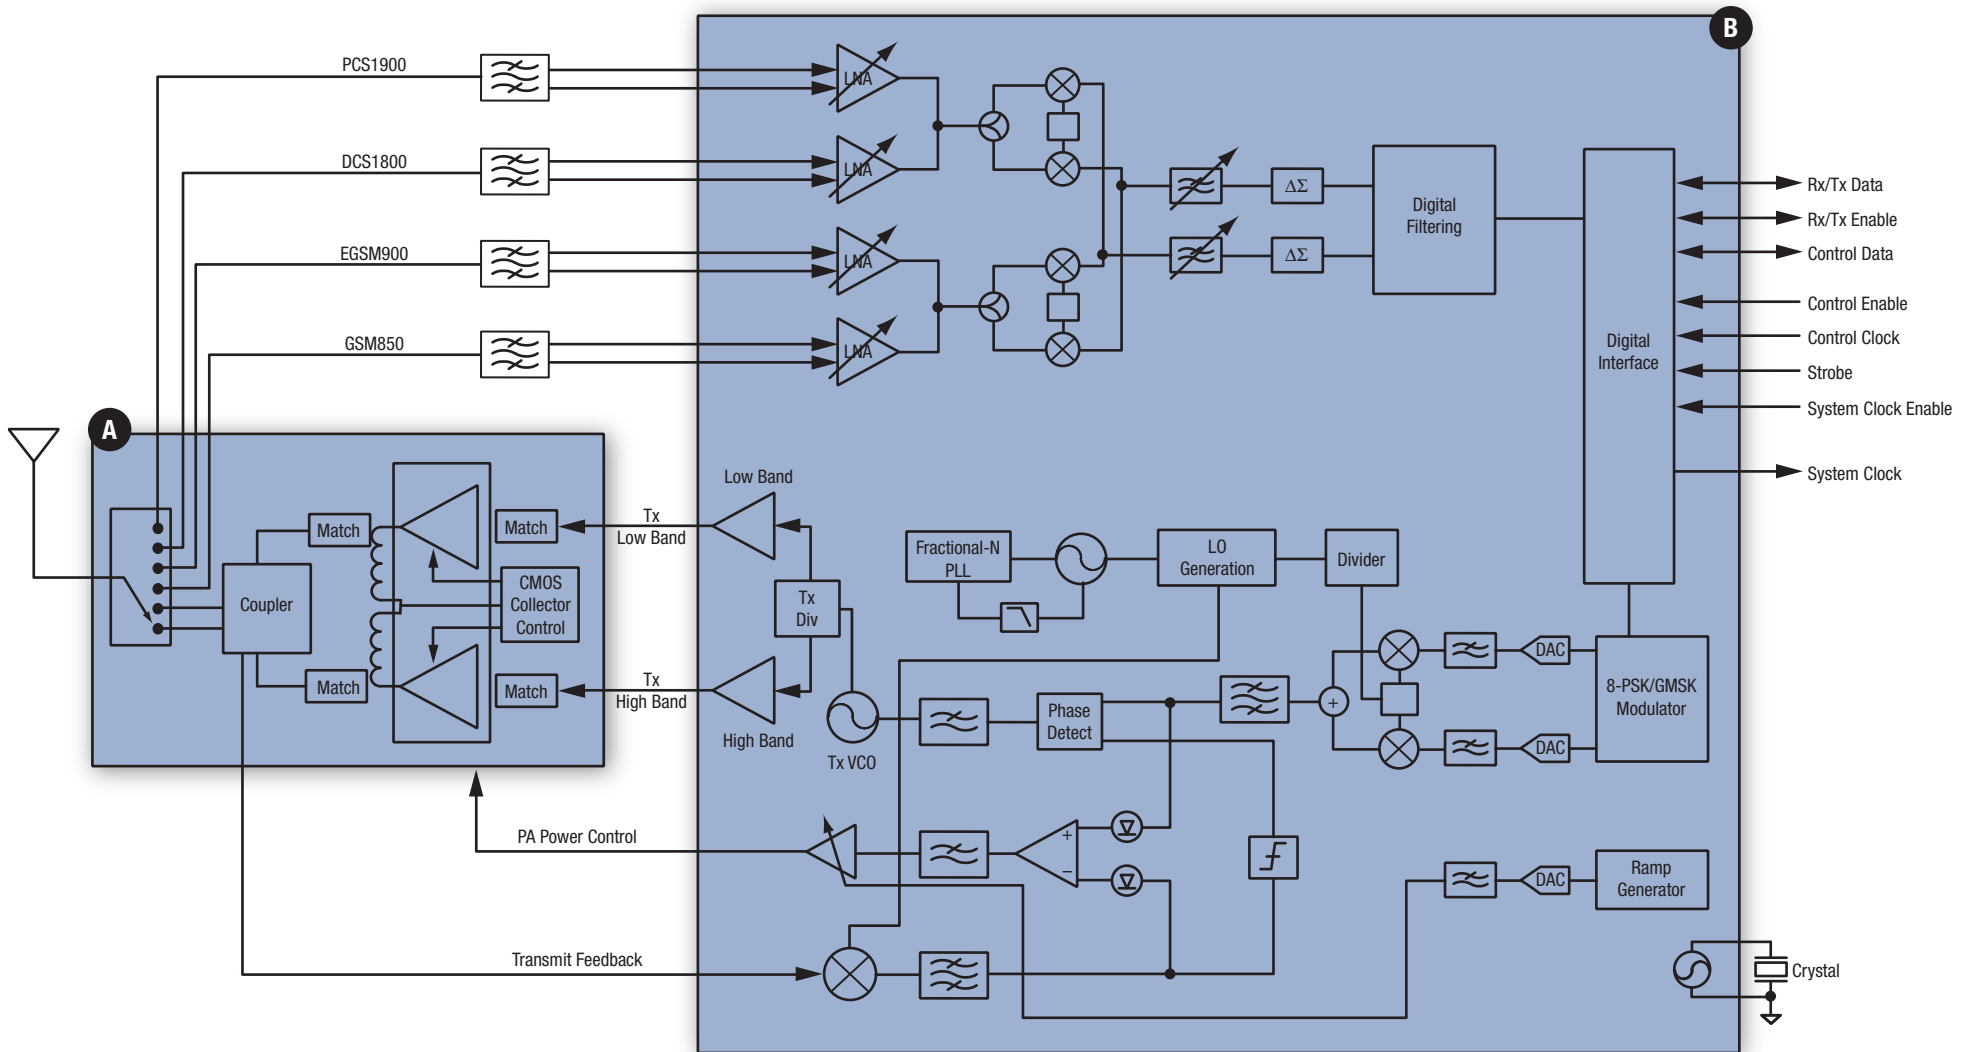 B
PCS1900
LNA
DCS1800
LNA
EGSM900
LNA
GSM850
LNA
ΔΣ
ΔΣ
Digital
Filtering
Digital
Interface
Rx/Tx Data
Rx/Tx Enable
Control Data
Control Enable
Control Clock
Strobe
System Clock Enable
System Clock
A
Match
Match
Coupler
CMOS
Collector
Control
Match
Match
Tx
Low Band
Low Band
Tx
Div
Tx
High Band
High Band
Tx VCO
Fractional-N
PLL
LO
Generation
Divider
Phase
Detect
+
DAC
DAC
8-PSK/GMSK
Modulator
PA Power Control
+
−
DAC
Ramp
Generator
Transmit Feedback
Crystal